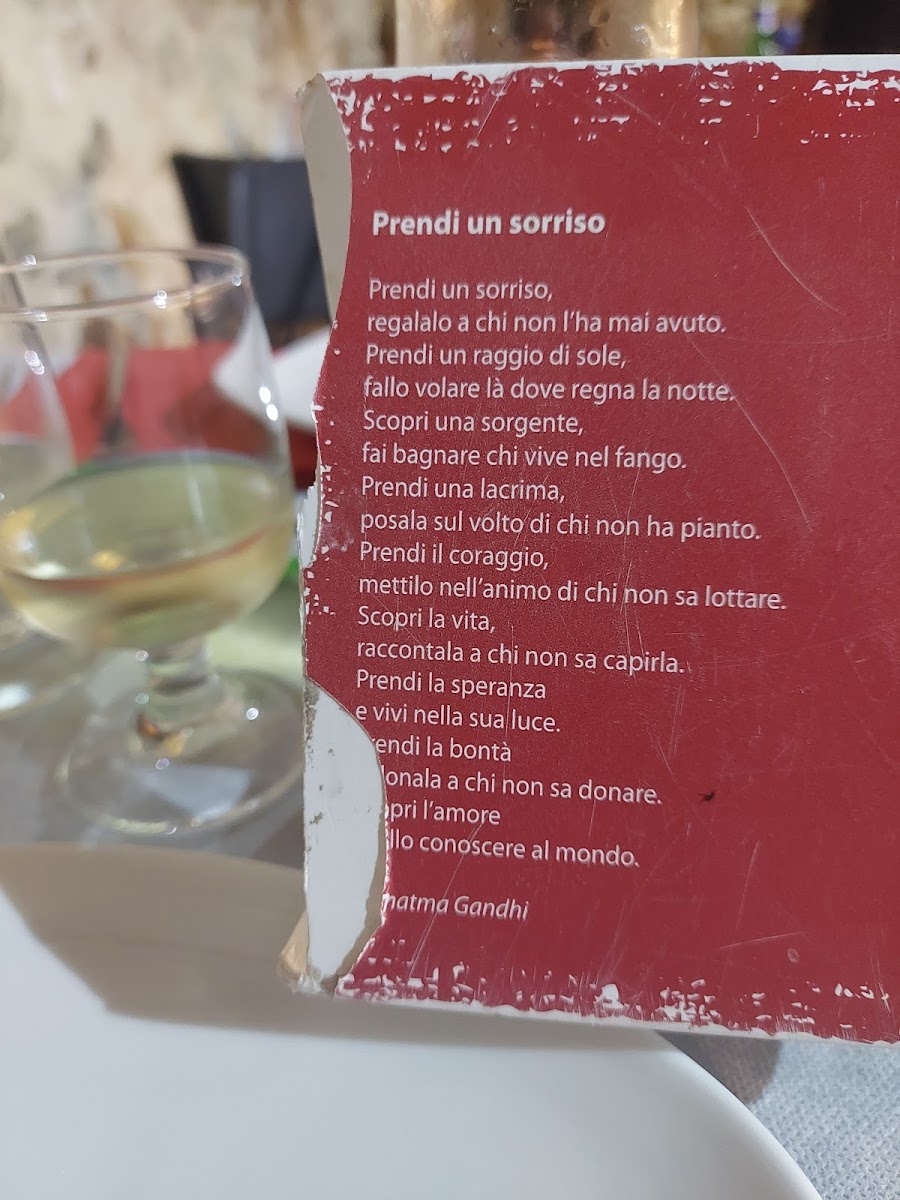 Prendi un sorriso
Prendi un sorriso,
regalalo a chi non l'ha mai avuto.
Prendi un raggio di sole,
fallo volare là dove regna la notte.
Scopri una sorgente,
fai bagnare chi vive nel fango.
Prendi una lacrima,
posala sul volto di chi non ha pianto.
Prendi il coraggio,
mettilo nell'animo di chi non sa lottare.
Scopri la vita,
raccontala a chi non sa capirla.
Prendi la speranza
e vivi nella sua luce.
endi la bontà
donala a chi non sa donare.
pri l'amore
llo conoscere al mondo.
hatma Gandhi